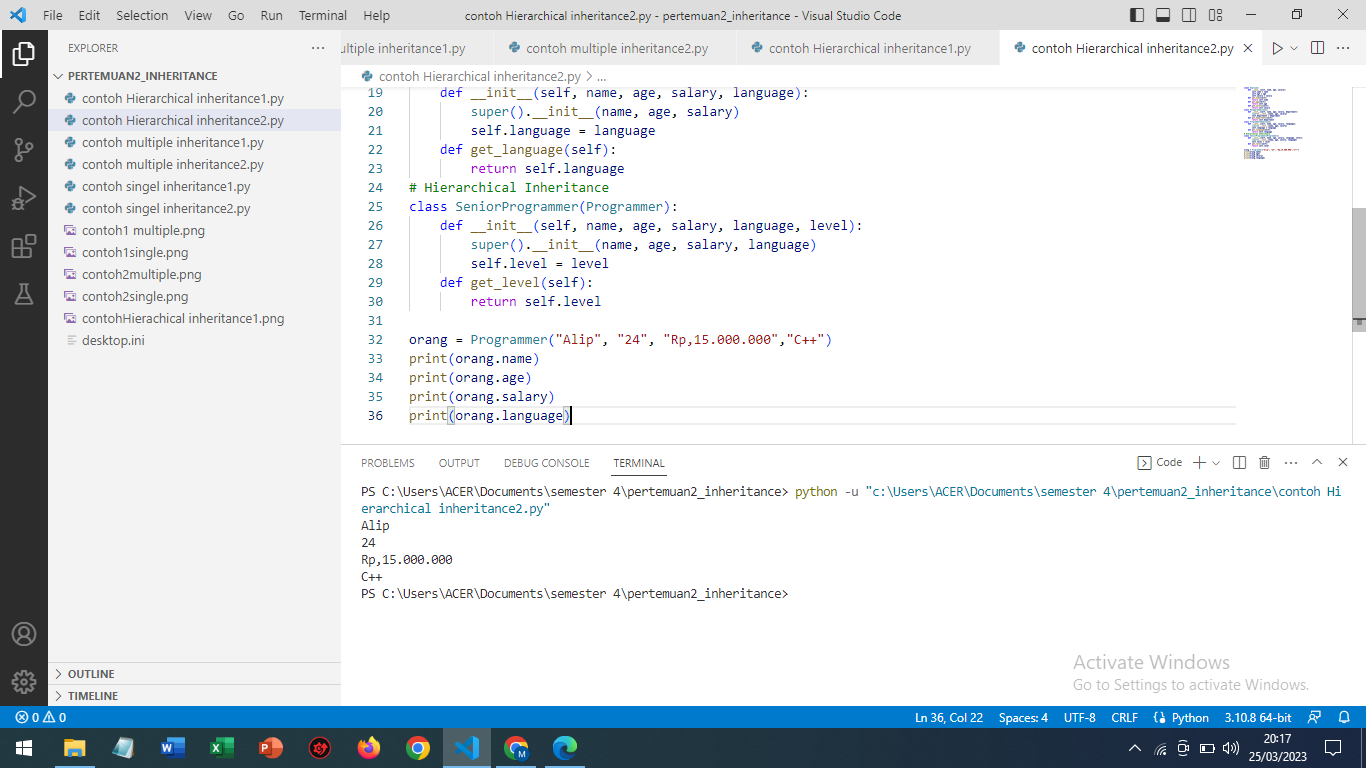 File Edit Selection View Go Run Terminal Help
contoh Hierarchical inheritance2.py - pertemuan2_inheritance - Visual Studio Code
EXPLORER
PERTEMUAN2_INHERITANCE
contoh Hierarchical inheritance1.py
contoh Hierarchical inheritance2.py
contoh multiple inheritance1.py
contoh multiple inheritance2.py
contoh singel inheritance1.py
contoh singel inheritance2.py
contoh1 multiple.png
contoh1single.png
contoh2multiple.png
contoh2single.png
contohHierachical inheritance1.png
desktop.ini
OUTLINE
TIMELINE
ultiple inheritance1.py
contoh multiple inheritance2.py
contoh Hierarchical inheritance1.py
contoh Hierarchical inheritance2.py
contoh Hierarchical inheritance2.py > ...
19 def __init__(self, name, age, salary, language):
20 super().__init__(name, age, salary)
21 self.language = language
22 def get_language(self):
23 return self.language
24 # Hierarchical Inheritance
25 class SeniorProgrammer(Programmer):
26 def __init__(self, name, age, salary, language, level):
27 super().__init__(name, age, salary, language)
28 self.level = level
29 def get_level(self):
30 return self.level
31
32 orang = Programmer("Alip", "24", "Rp,15.000.000","C++")
33 print(orang.name)
34 print(orang.age)
35 print(orang.salary)
36 print(orang.language)
PROBLEMS OUTPUT DEBUG CONSOLE TERMINAL
Code
PS C:\Users\ACER\Documents\semester 4\pertemuan2_inheritance> python -u "c:\Users\ACER\Documents\semester 4\pertemuan2_inheritance\contoh Hi
erarchical inheritance2.py"
Alip
24
Rp,15.000.000
C++
PS C:\Users\ACER\Documents\semester 4\pertemuan2_inheritance>
Activate Windows
Go to Settings to activate Windows.
0 0
Ln 36, Col 22 Spaces: 4 UTF-8 CRLF Python 3.10.8 64-bit
20:17
25/03/2023